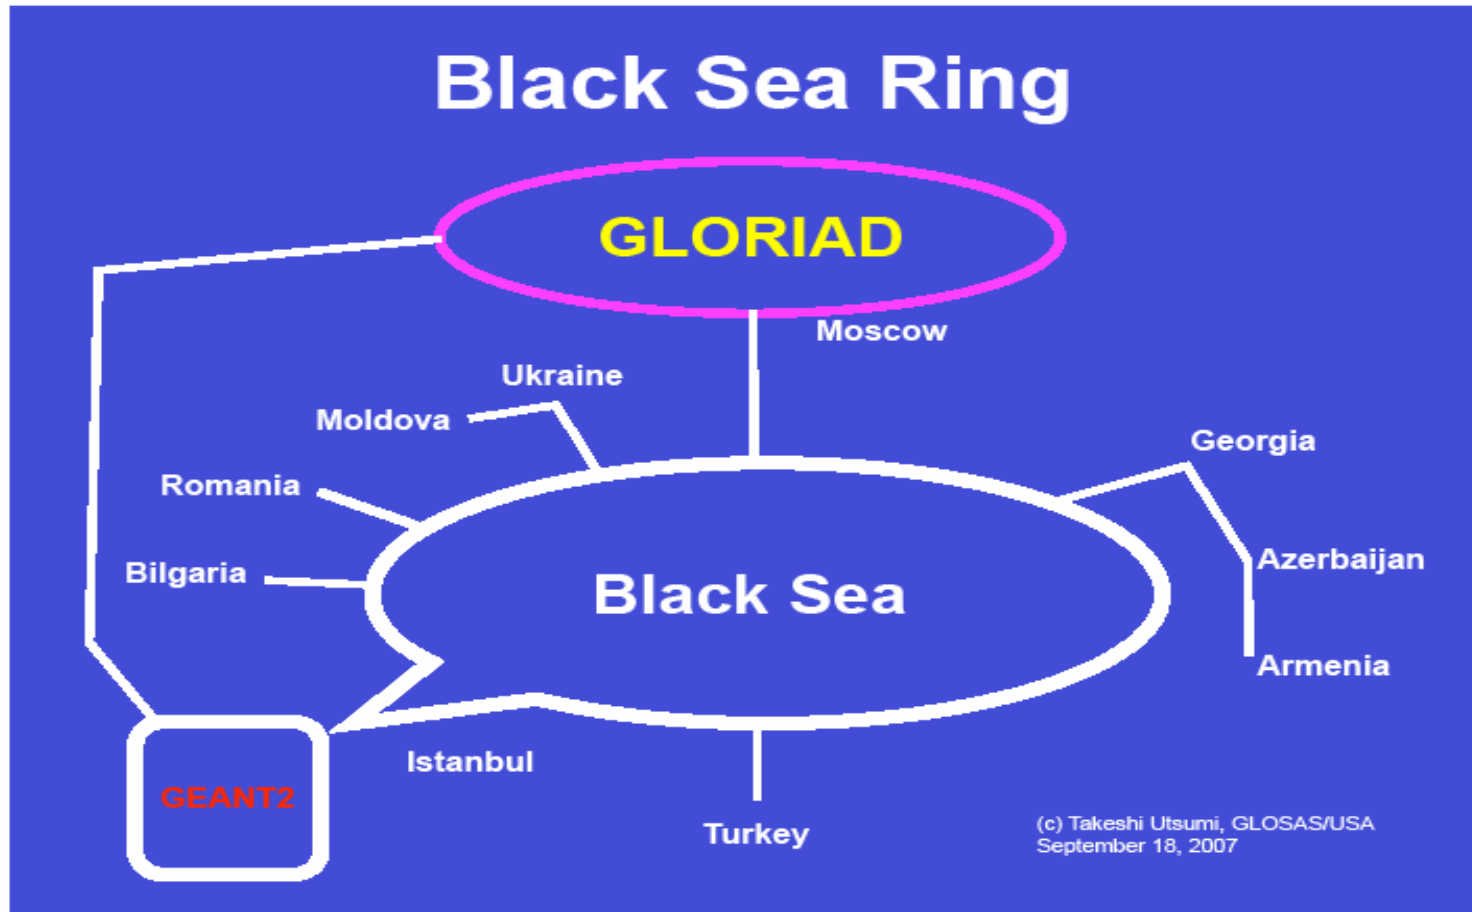 Black Sea Ring
GLORIAD
Moscow
Ukraine
Moldova
Georgia
Romania
Azerbaijan
Bilgaria
Black Sea
Armenia
Istanbul
GEANT2
Turkey
(c) Takeshi Utsumi, GLOSAS/USA
September 18, 2007